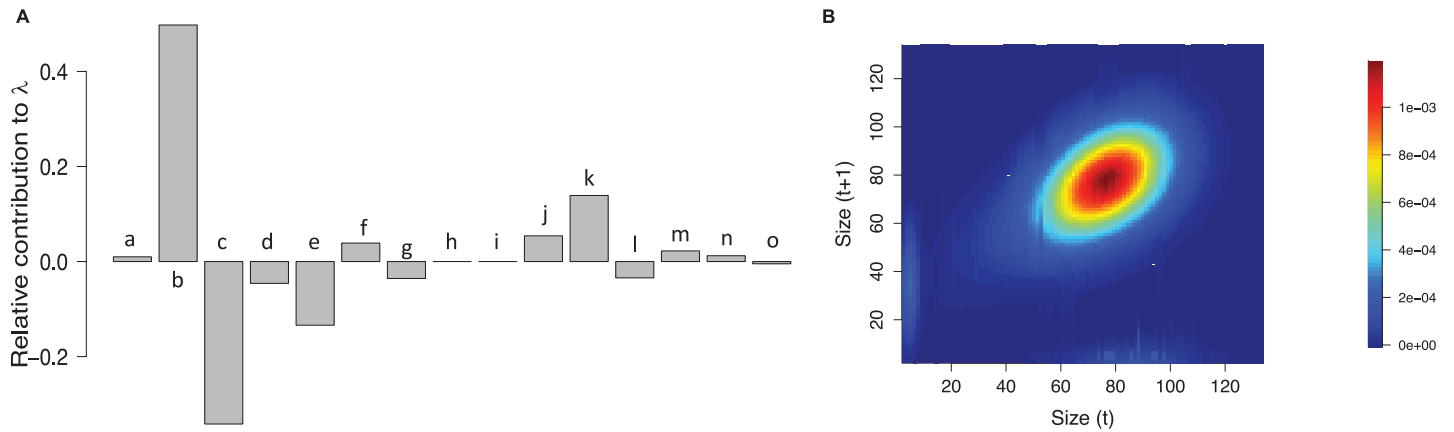 A
Relative contribution to λ
0.4
0.2
0.0
−0.2
a
b
c
d
e
f
g
h
i
j
k
l
m
n
o
B
Size (t+1)
120
100
80
60
40
20
20
40
60
80
100
120
Size (t)
1e−03
8e−04
6e−04
4e−04
2e−04
0e+00